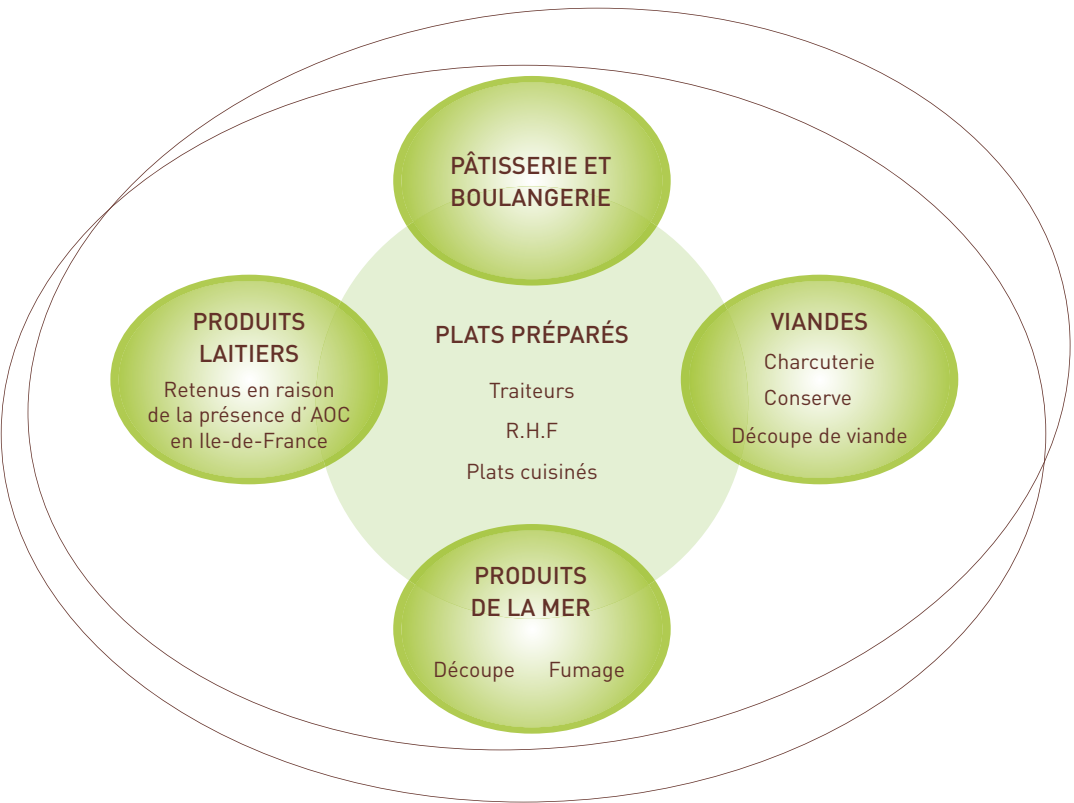 PÂTISSERIE ET
BOULANGERIE
PRODUITS
LAITIERS
Retenus en raison
de la présence d' AOC
en Ile-de-France
PLATS PRÉPARÉS
Traiteurs
R.H.F
Plats cuisinés
VIANDES
Charcuterie
Conserve
Découpe de viande
PRODUITS
DE LA MER
Découpe Fumage